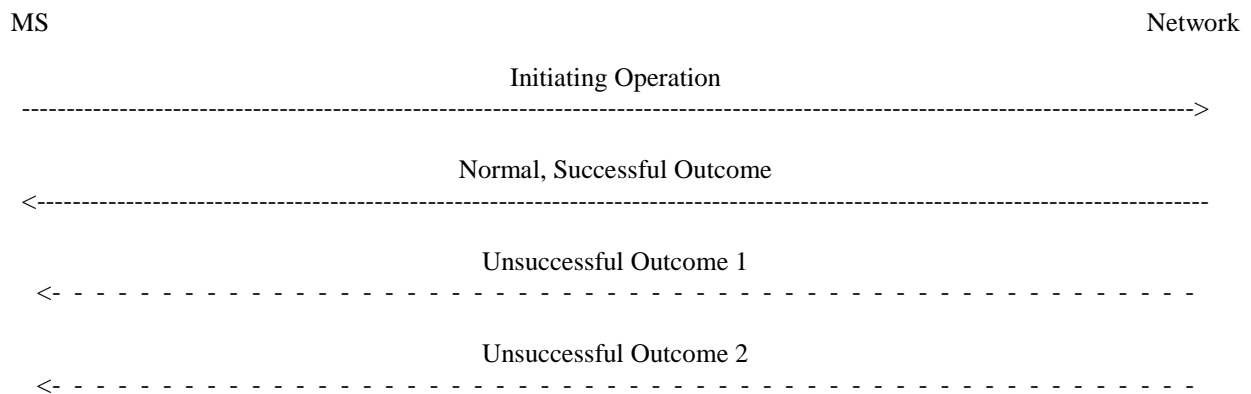 MS Network
Initiating Operation
Normal, Successful Outcome
Unsuccessful Outcome 1
Unsuccessful Outcome 2